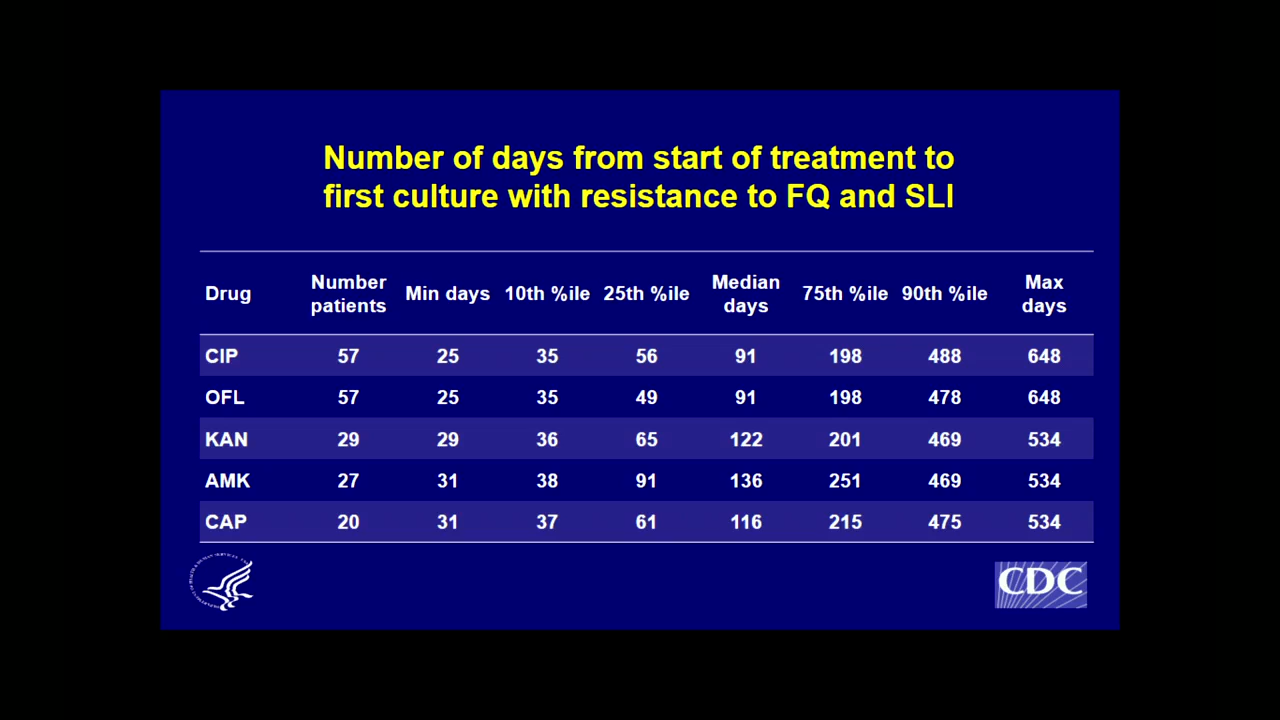 Number of days from start of treatment to
first culture with resistance to FQ and SLI
Drug Number patients Min days 10th %ile 25th %ile Median days 75th %ile 90th %ile Max days
CIP 57 25 35 56 91 198 488 648
OFL 57 25 35 49 91 198 478 648
KAN 29 29 36 65 122 201 469 534
AMK 27 31 38 91 136 251 469 534
CAP 20 31 37 61 116 215 475 534
CDC